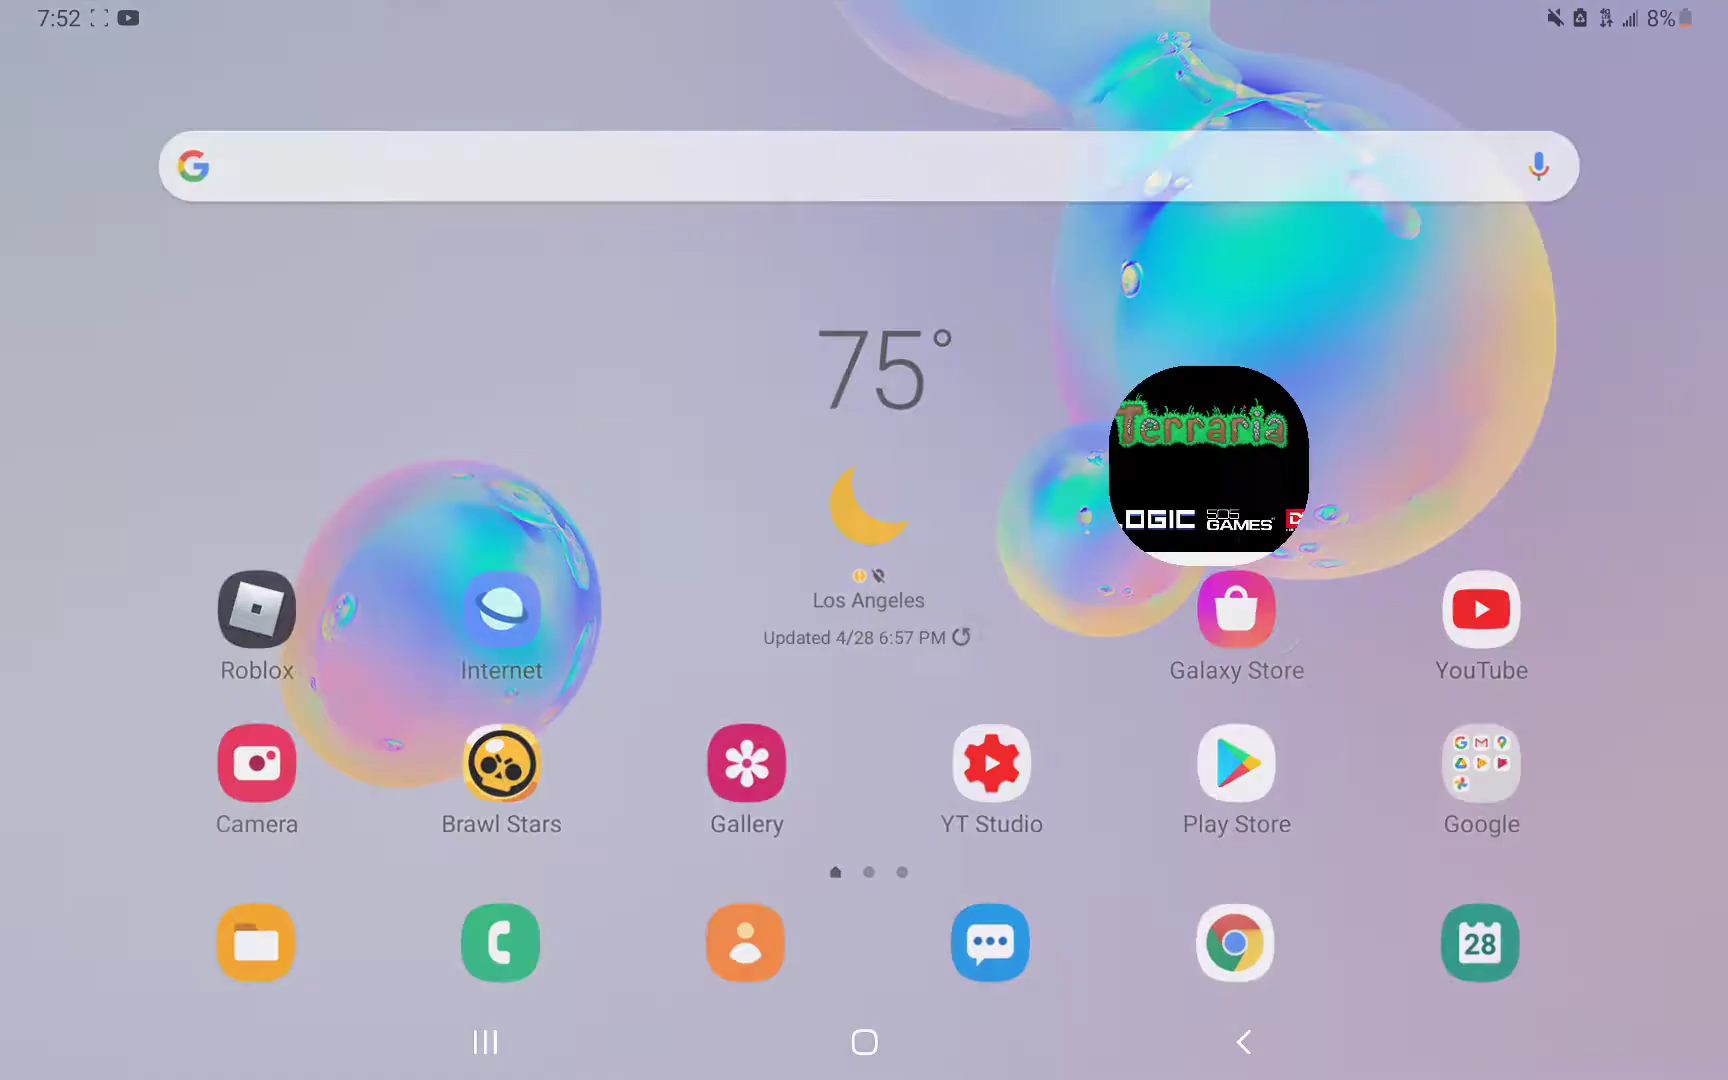 7:52
8%
75°
Terraria
OGIC 505 GAMES
Los Angeles
Updated 4/28 6:57 PM
Roblox
Internet
Galaxy Store
YouTube
Camera
Brawl Stars
Gallery
YT Studio
Play Store
Google
28